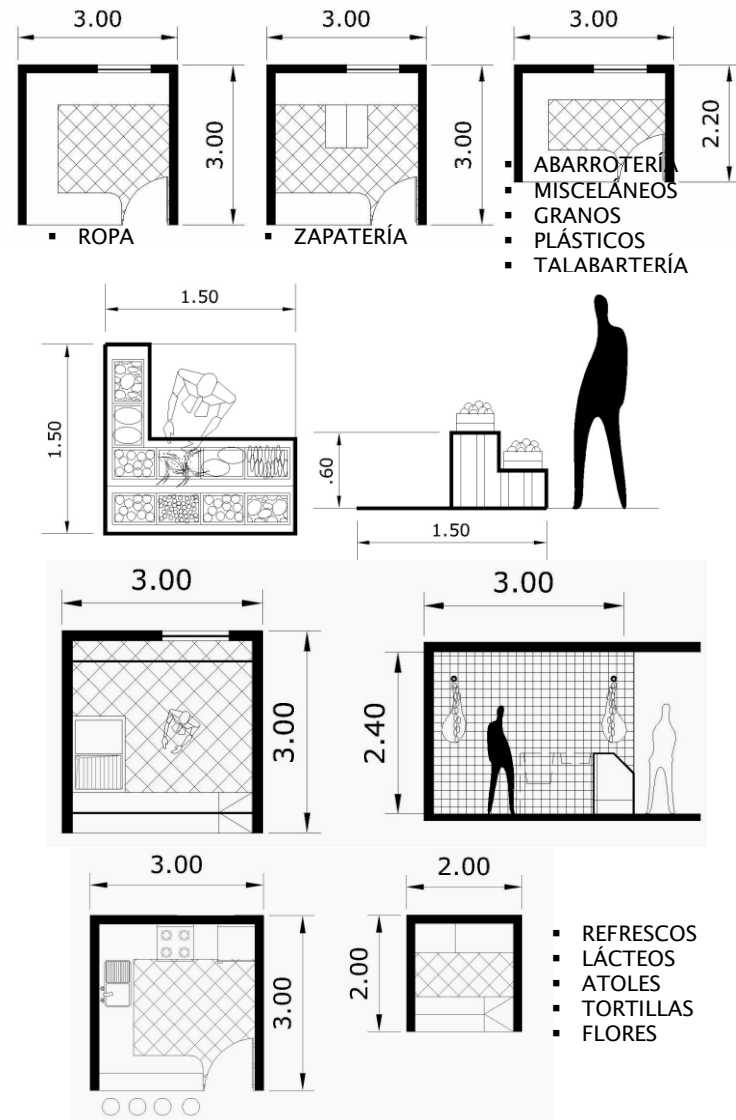 3.00
3.00
3.00
3.00
3.00
2.20
▪ ROPA
▪ ZAPATERÍA
▪ ABARROTERÍA
▪ MISCELÁNEOS
▪ GRANOS
▪ PLÁSTICOS
▪ TALABARTERÍA
1.50
1.50
.60
1.50
3.00
3.00
3.00
2.40
3.00
3.00
2.00
2.00
▪ REFRESCOS
▪ LÁCTEOS
▪ ATOLES
▪ TORTILLAS
▪ FLORES